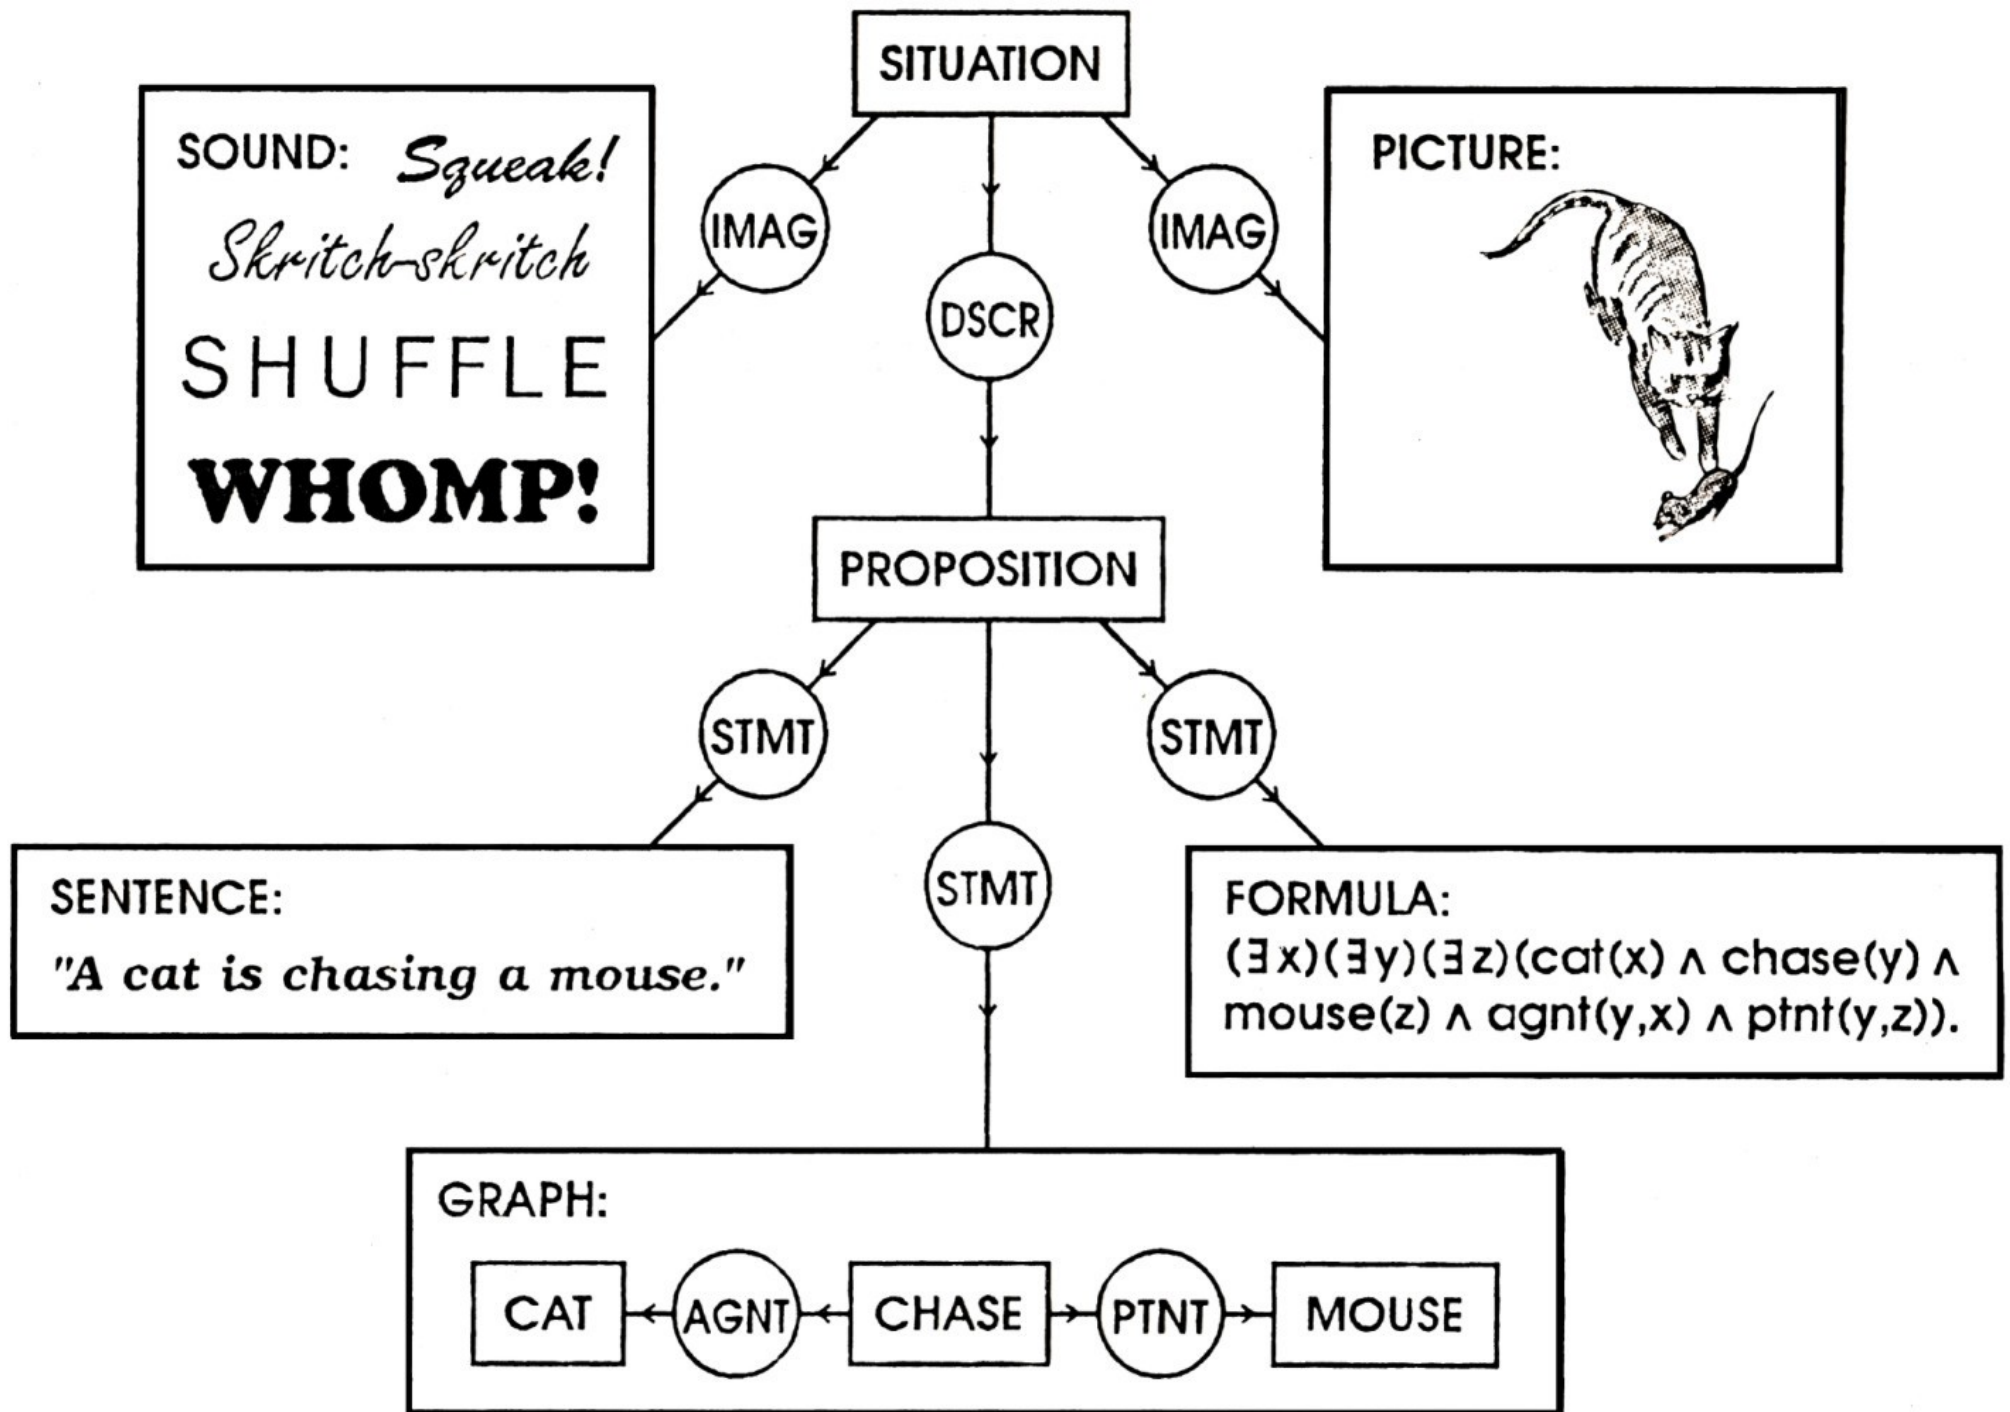 SITUATION
SOUND: Squeak!
Skritch-skritch
SHUFFLE
WHOMP!
IMAG
DSCR
IMAG
PICTURE:
PROPOSITION
STMT
STMT
STMT
SENTENCE:
"A cat is chasing a mouse."
FORMULA:
(∃x)(∃y)(∃z)(cat(x) ∧ chase(y) ∧
mouse(z) ∧ agnt(y,x) ∧ ptnt(y,z)).
GRAPH:
CAT AGNT CHASE PTNT MOUSE